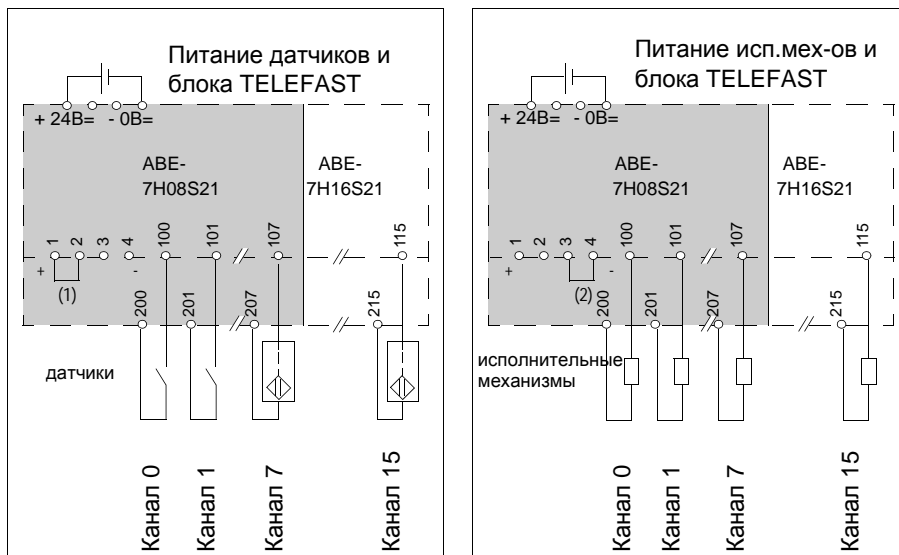 Питание датчиков и
блока TELEFAST
+ 24В= - 0В=
ABE-
7H08S21
ABE-
7H16S21
1 2 3 4 100 101 107 115
+ -
(1)
200 201 207 215
датчики
Канал 0
Канал 1
Канал 7
Канал 15
Питание исп.мех-ов и
блока TELEFAST
+ 24В= - 0В=
ABE-
7H08S21
ABE-
7H16S21
1 2 3 4 100 101 107 115
+ -
(2)
200 201 207 215
исполнительные
механизмы
Канал 0
Канал 1
Канал 7
Канал 15